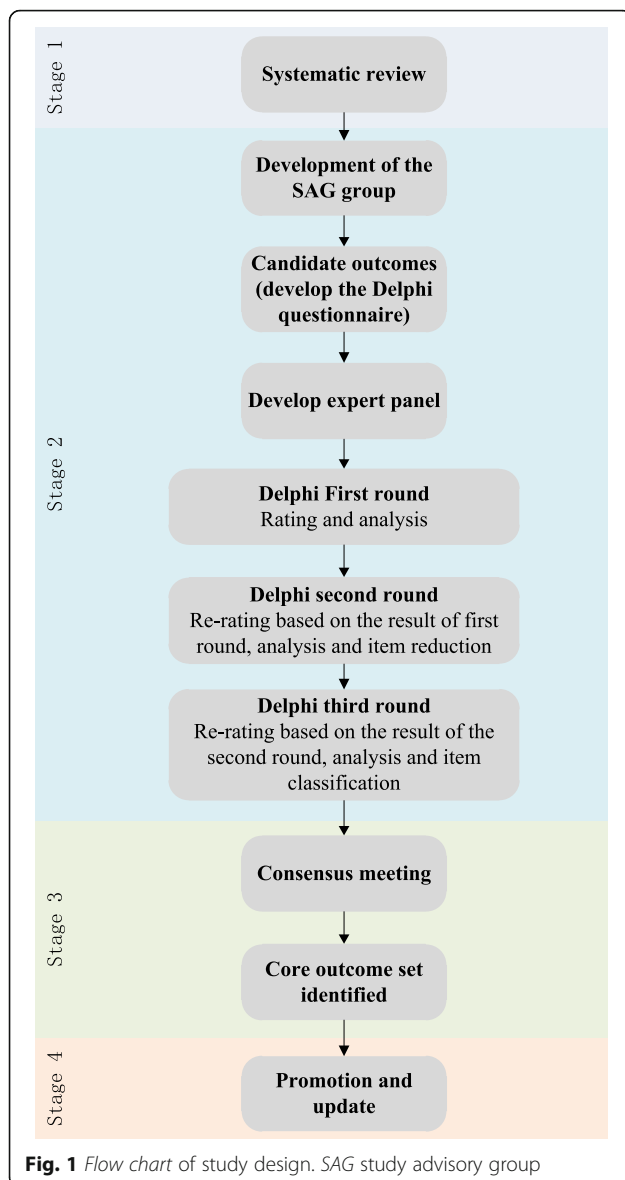 Stage 1
Systematic review
Stage 2
Development of the
SAG group
Candidate outcomes
(develop the Delphi
questionnaire)
Develop expert panel
Delphi First round
Rating and analysis
Delphi second round
Re-rating based on the result of first
round, analysis and item reduction
Delphi third round
Re-rating based on the result of the
second round, analysis and item
classification
Stage 3
Consensus meeting
Core outcome set
identified
Stage 4
Promotion and
update
Fig. 1 Flow chart of study design. SAG study advisory group